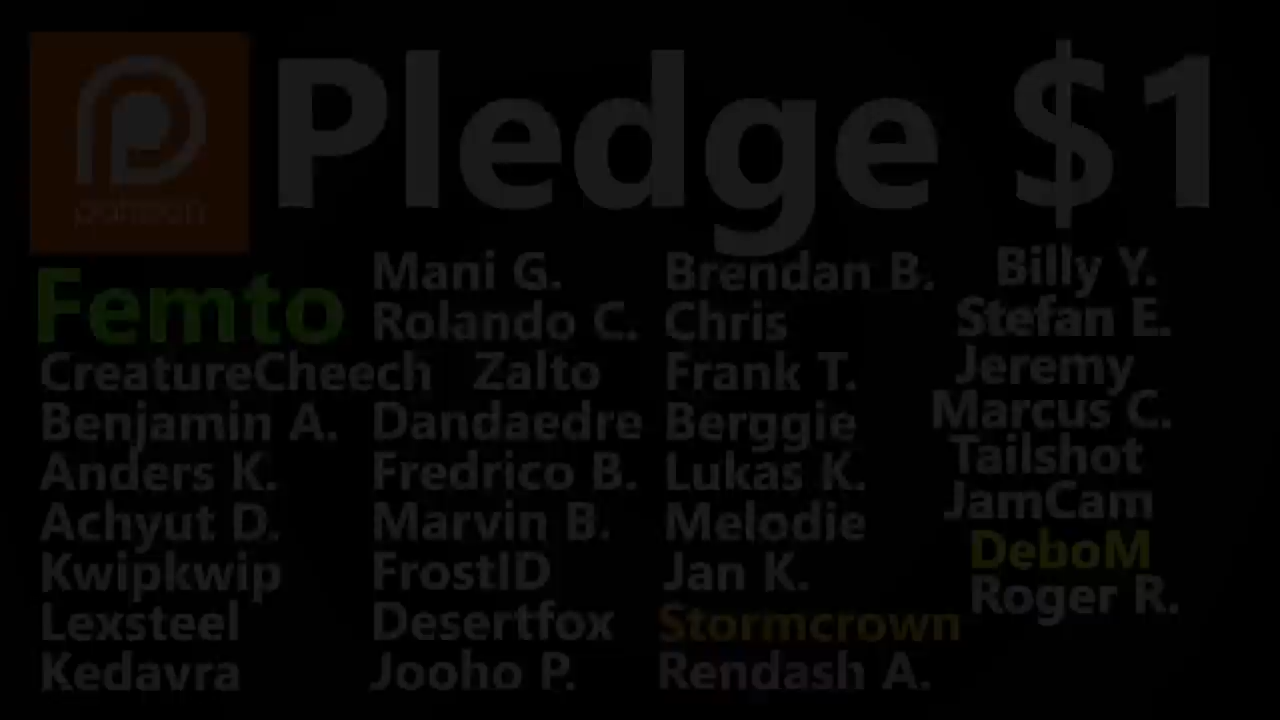 patreon
Pledge $1
Femto
CreatureCheech
Benjamin A.
Anders K.
Achyut D.
Kwipkwip
Lexsteel
Kedavra
Mani G.
Rolando C.
Zalto
Dandaedre
Fredrico B.
Marvin B.
FrostID
Desertfox
Jooho P.
Brendan B.
Chris
Frank T.
Berggie
Lukas K.
Melodie
Jan K.
Stormcrown
Rendash A.
Billy Y.
Stefan E.
Jeremy
Marcus C.
Tailshot
JamCam
DeboM
Roger R.